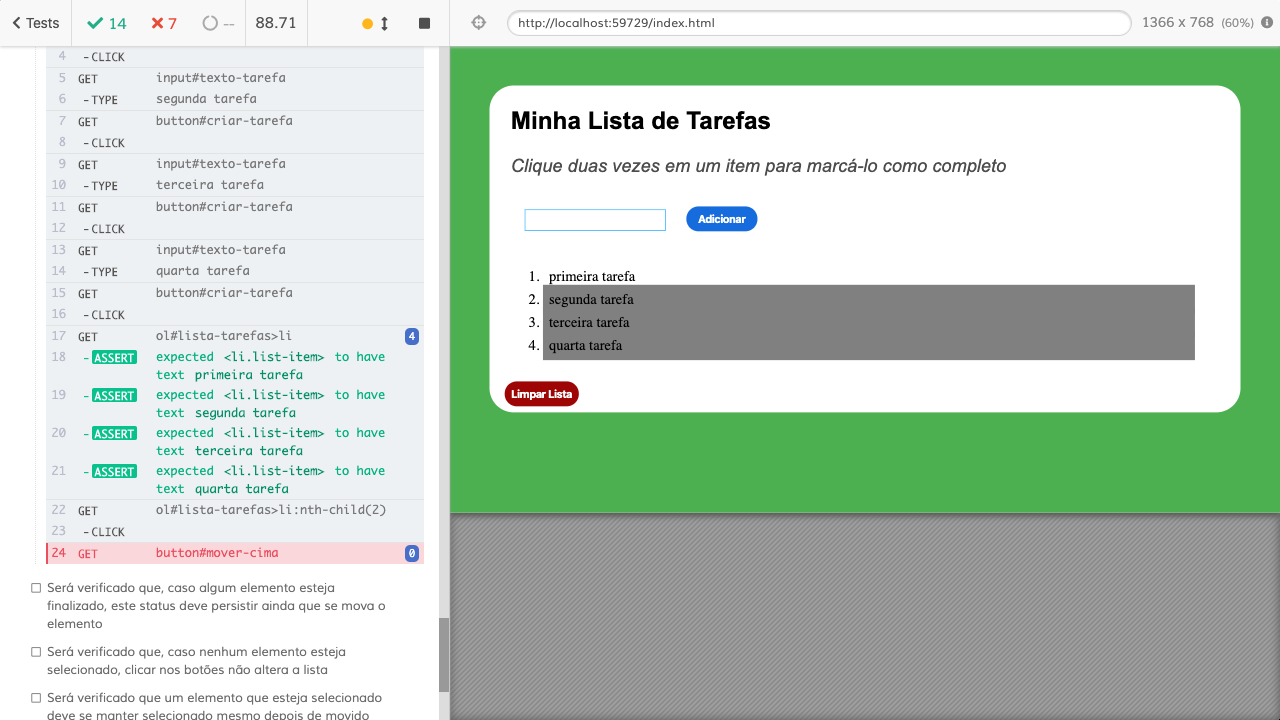 Tests 14 7 -- 88.71
4 -CLICK
5 GET input#texto-tarefa
6 -TYPE segunda tarefa
7 GET button#criar-tarefa
8 -CLICK
9 GET input#texto-tarefa
10 -TYPE terceira tarefa
11 GET button#criar-tarefa
12 -CLICK
13 GET input#texto-tarefa
14 -TYPE quarta tarefa
15 GET button#criar-tarefa
16 -CLICK
17 GET ol#lista-tarefas>li 4
18 -ASSERT expected <li.list-item> to have
text primeira tarefa
19 -ASSERT expected <li.list-item> to have
text segunda tarefa
20 -ASSERT expected <li.list-item> to have
text terceira tarefa
21 -ASSERT expected <li.list-item> to have
text quarta tarefa
22 GET ol#lista-tarefas>li:nth-child(2)
23 -CLICK
24 GET button#mover-cima 0
Será verificado que, caso algum elemento esteja
finalizado, este status deve persistir ainda que se mova o
elemento
Será verificado que, caso nenhum elemento esteja
selecionado, clicar nos botões não altera a lista
Será verificado que um elemento que esteja selecionado
deve se manter selecionado mesmo depois de movido
http://localhost:59729/index.html 1366 x 768 (60%)
Minha Lista de Tarefas
Clique duas vezes em um item para marcá-lo como completo
Adicionar
1. primeira tarefa
2. segunda tarefa
3. terceira tarefa
4. quarta tarefa
Limpar Lista